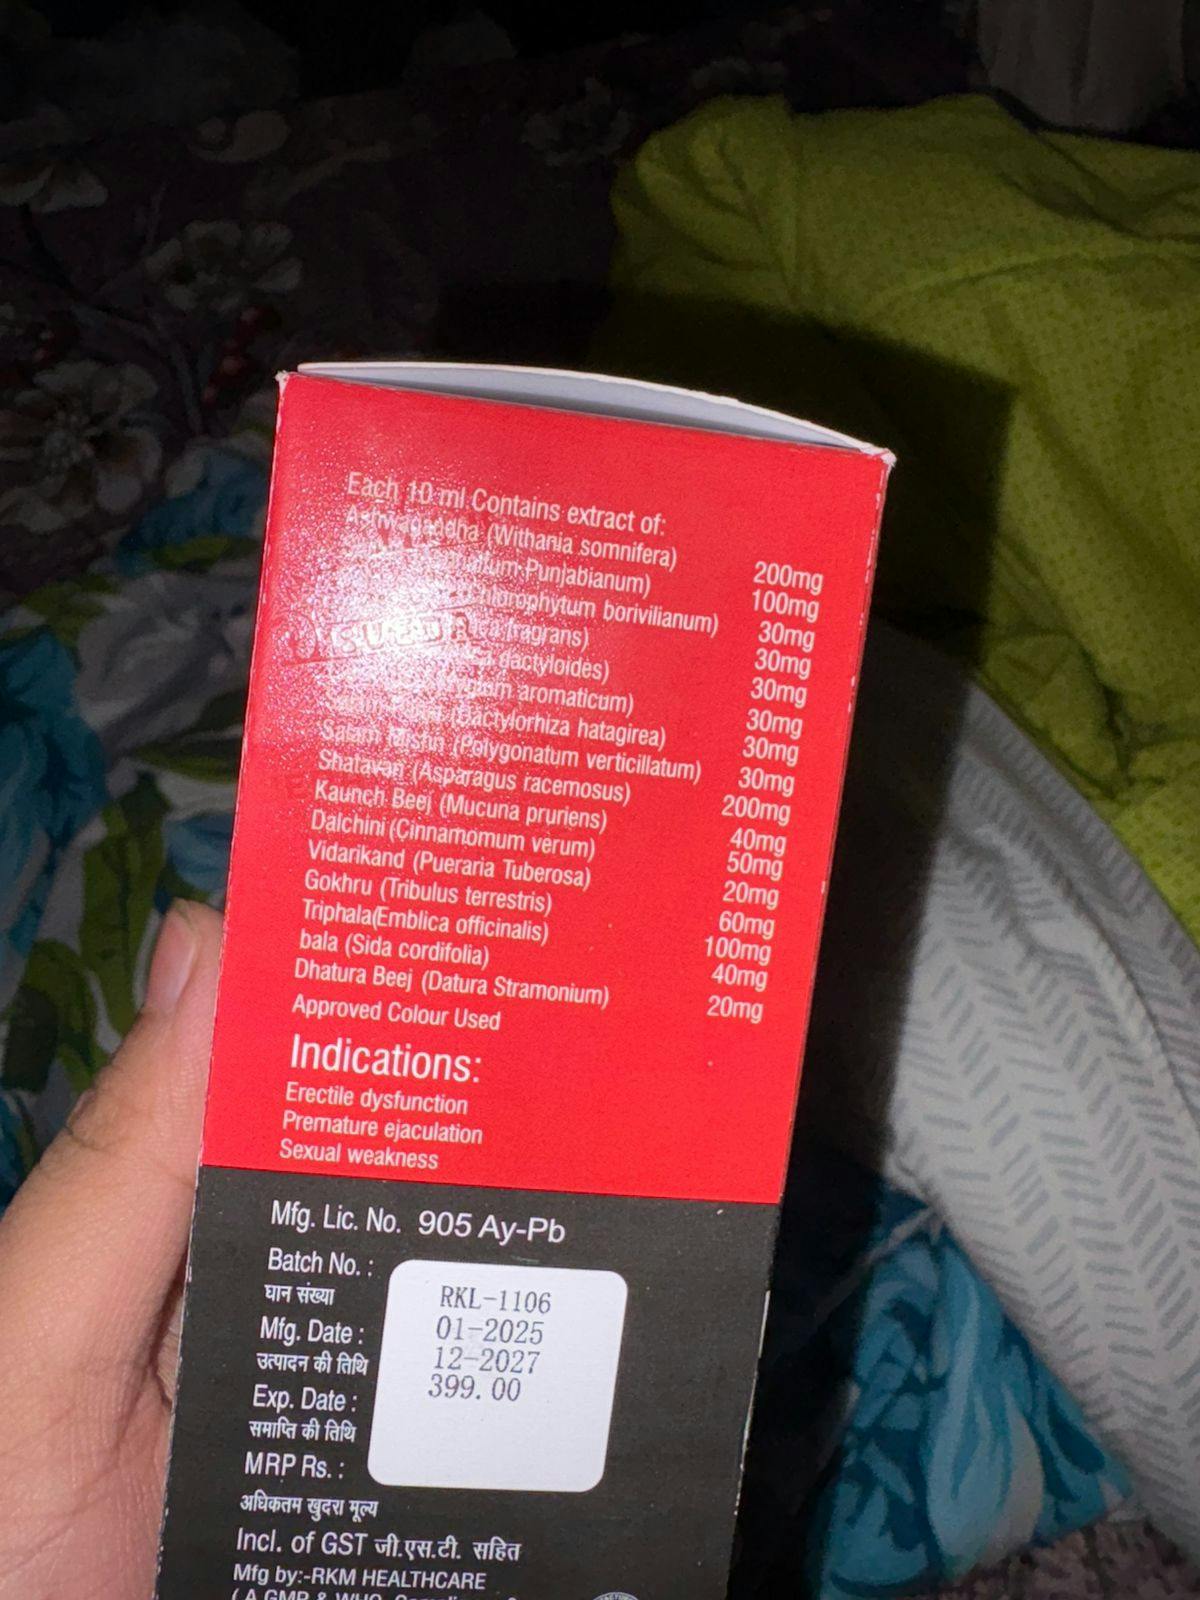 Each 10 ml Contains extract of:
Ashwagandha (Withania somnifera) 200mg
Punjabianum) 100mg
borivilianum) 30mg
fragrans) 30mg
dactyloides) 30mg
aromaticum) 30mg
(Dactylorhiza hatagirea) 30mg
Salam Mishri (Polygonatum verticillatum) 30mg
Shatavari (Asparagus racemosus) 200mg
Kaunch Beej (Mucuna pruriens) 40mg
Dalchini (Cinnamomum verum) 50mg
Vidarikand (Pueraria Tuberosa) 20mg
Gokhru (Tribulus terrestris) 60mg
Triphala(Emblica officinalis) 100mg
bala (Sida cordifolia) 40mg
Dhatura Beej (Datura Stramonium) 20mg
Approved Colour Used
Indications:
Erectile dysfunction
Premature ejaculation
Sexual weakness
Mfg. Lic. No. 905 Ay-Pb
Batch No. : RKL-1106
घान संख्या
Mfg. Date : 01-2025
उत्पादन की तिथि
Exp. Date : 12-2027
समाप्ति की तिथि
MRP Rs. : 399.00
अधिकतम खुदरा मूल्य
Incl. of GST जी.एस.टी. सहित
Mfg by:-RKM HEALTHCARE